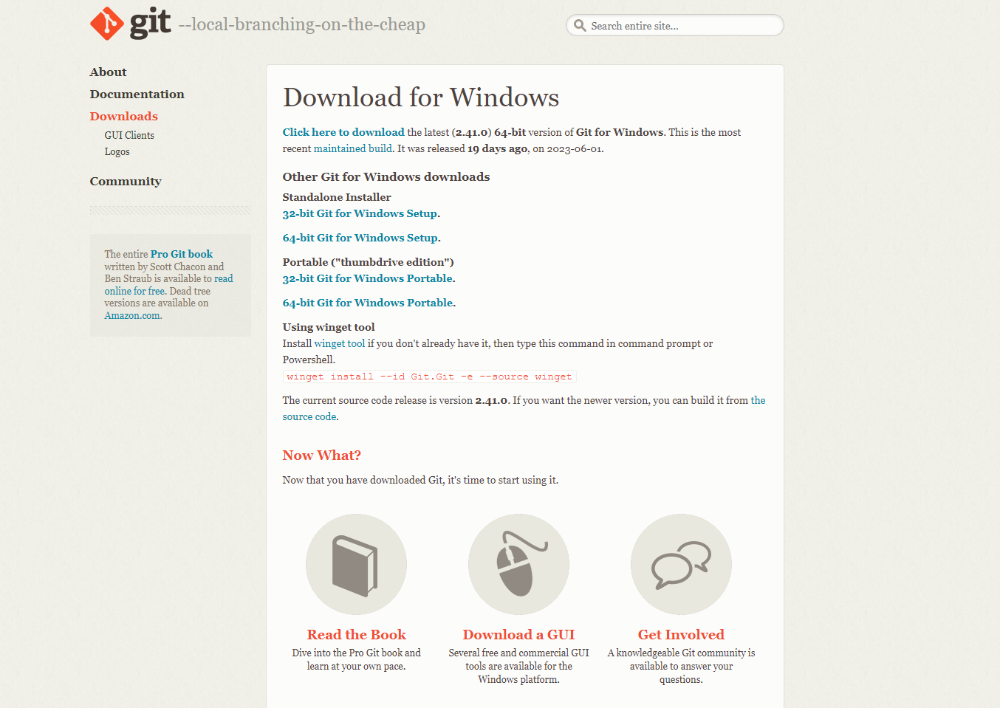 git --local-branching-on-the-cheap
Search entire site...
About
Documentation
Downloads
GUI Clients
Logos
Community
The entire Pro Git book
written by Scott Chacon and
Ben Straub is available to read
online for free. Dead tree
versions are available on
Amazon.com.
Download for Windows
Click here to download the latest (2.41.0) 64-bit version of Git for Windows. This is the most
recent maintained build. It was released 19 days ago, on 2023-06-01.
Other Git for Windows downloads
Standalone Installer
32-bit Git for Windows Setup.
64-bit Git for Windows Setup.
Portable ("thumbdrive edition")
32-bit Git for Windows Portable.
64-bit Git for Windows Portable.
Using winget tool
Install winget tool if you don't already have it, then type this command in command prompt or
Powershell.
winget install --id Git.Git -e --source winget
The current source code release is version 2.41.0. If you want the newer version, you can build it from the
source code.
Now What?
Now that you have downloaded Git, it's time to start using it.
Read the Book
Dive into the Pro Git book and
learn at your own pace.
Download a GUI
Several free and commercial GUI
tools are available for the
Windows platform.
Get Involved
A knowledgeable Git community is
available to answer your
questions.